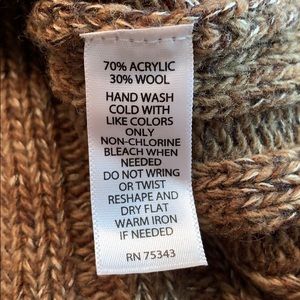 70% ACRYLIC
30% WOOL
HAND WASH
COLD WITH
LIKE COLORS
ONLY
NON-CHLORINE
BLEACH WHEN
NEEDED
DO NOT WRING
OR TWIST
RESHAPE AND
DRY FLAT
WARM IRON
IF NEEDED
RN 75343